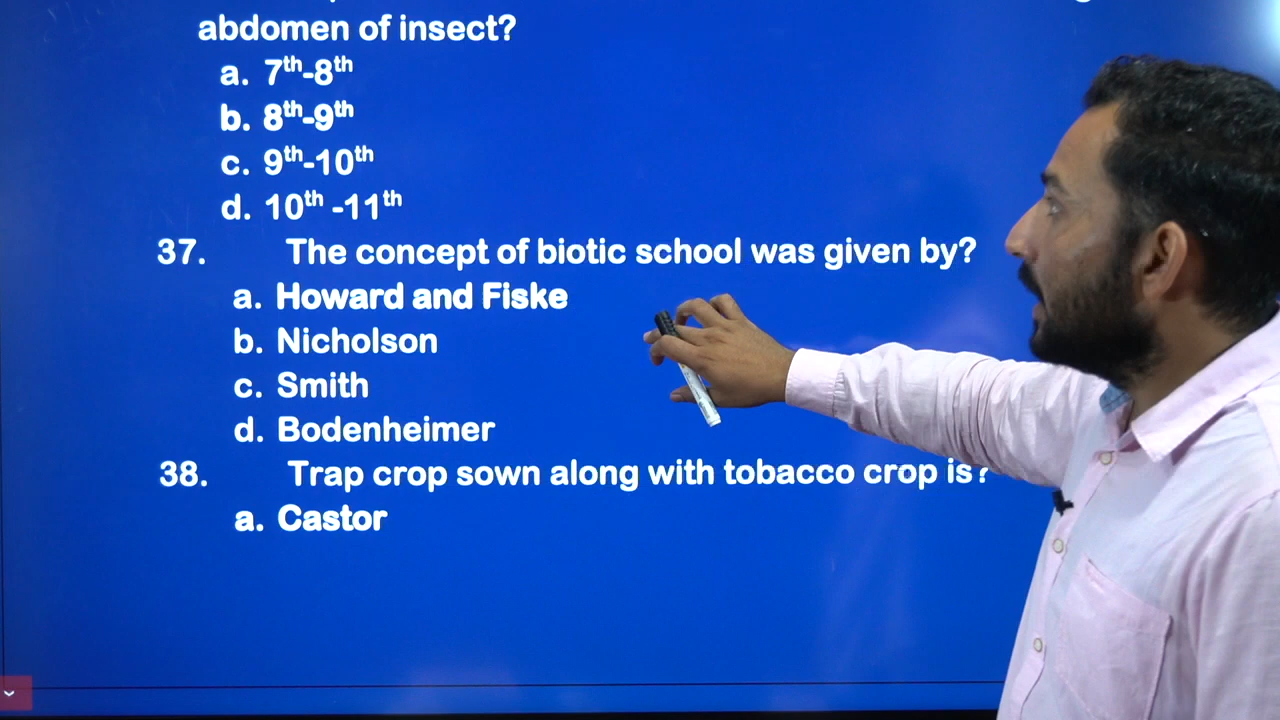 abdomen of insect?
a. 7th-8th
b. 8th-9th
c. 9th-10th
d. 10th -11th
37. The concept of biotic school was given by?
a. Howard and Fiske
b. Nicholson
c. Smith
d. Bodenheimer
38. Trap crop sown along with tobacco crop is?
a. Castor